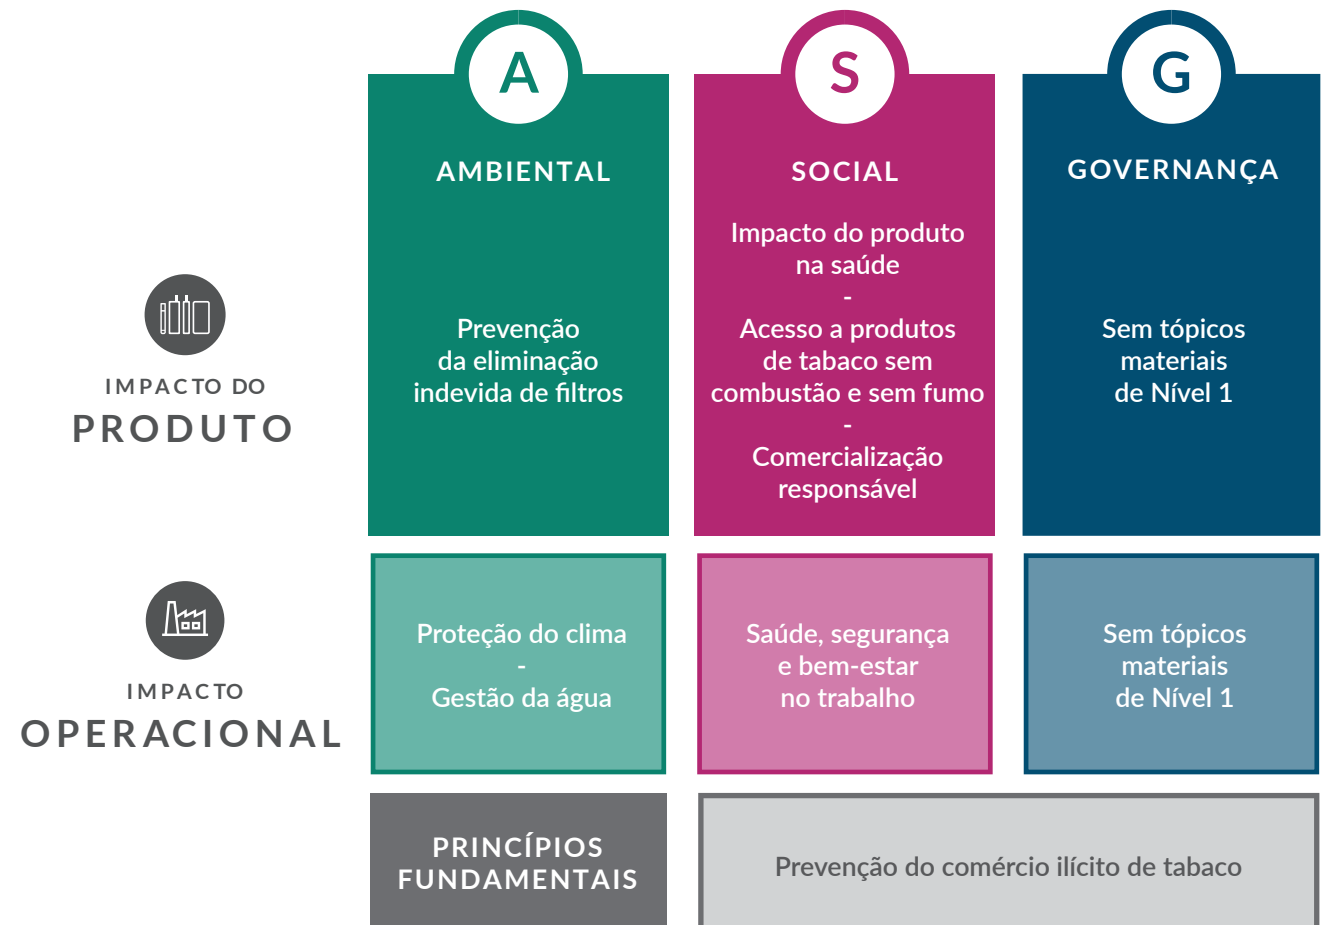 A
S
G
AMBIENTAL
SOCIAL
GOVERNANÇA
IMPACTO DO
PRODUTO
Prevenção
da eliminação
indevida de filtros
Impacto do produto
na saúde
-
Acesso a produtos
de tabaco sem
combustão e sem fumo
-
Comercialização
responsável
Sem tópicos
materiais
de Nível 1
IMPACTO
OPERACIONAL
Proteção do clima
-
Gestão da água
Saúde, segurança
e bem-estar
no trabalho
Sem tópicos
materiais
de Nível 1
PRINCÍPIOS
FUNDAMENTAIS
Prevenção do comércio ilícito de tabaco